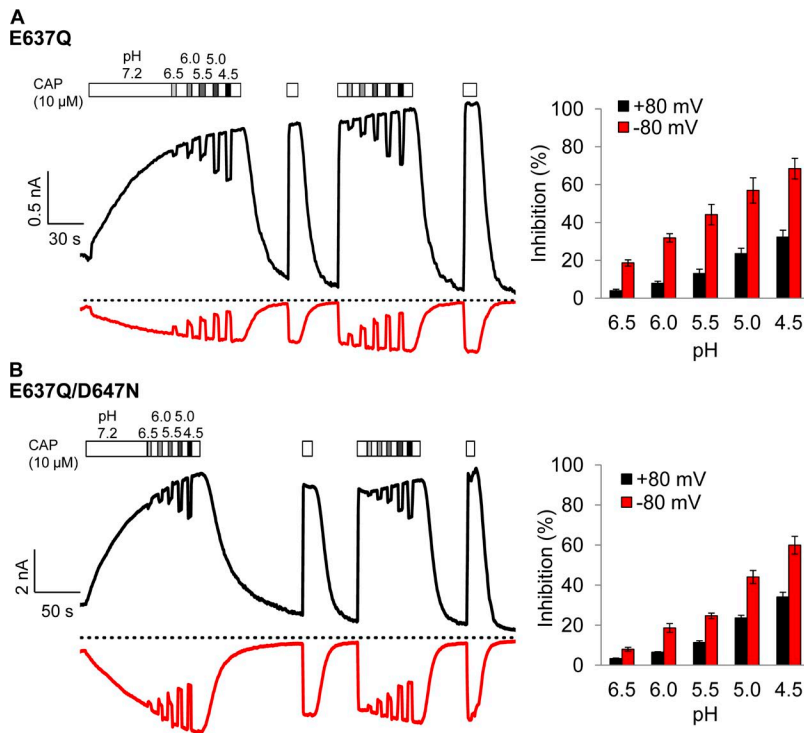 A
E637Q
pH 6.0 5.0
7.2 6.5 5.5 4.5
CAP
(10 µM)
0.5 nA
30 s
+80 mV
-80 mV
Inhibition (%)
100
80
60
40
20
0
6.5 6.0 5.5 5.0 4.5
pH
B
E637Q/D647N
pH 6.0 5.0
7.2 6.5 5.5 4.5
CAP
(10 µM)
2 nA
50 s
+80 mV
-80 mV
Inhibition (%)
100
80
60
40
20
0
6.5 6.0 5.5 5.0 4.5
pH